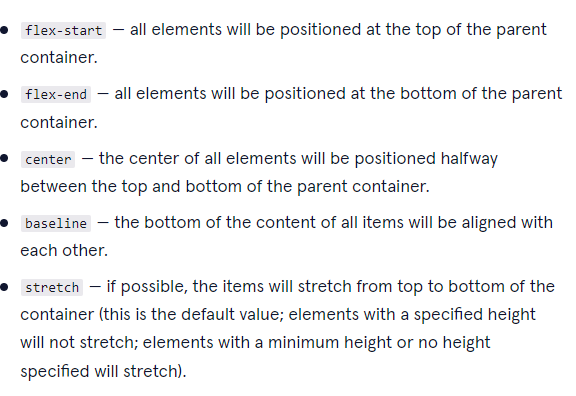 flex-start — all elements will be positioned at the top of the parent
container.
flex-end — all elements will be positioned at the bottom of the parent
container.
center — the center of all elements will be positioned halfway
between the top and bottom of the parent container.
baseline — the bottom of the content of all items will be aligned with
each other.
stretch — if possible, the items will stretch from top to bottom of the
container (this is the default value; elements with a specified height
will not stretch; elements with a minimum height or no height
specified will stretch).